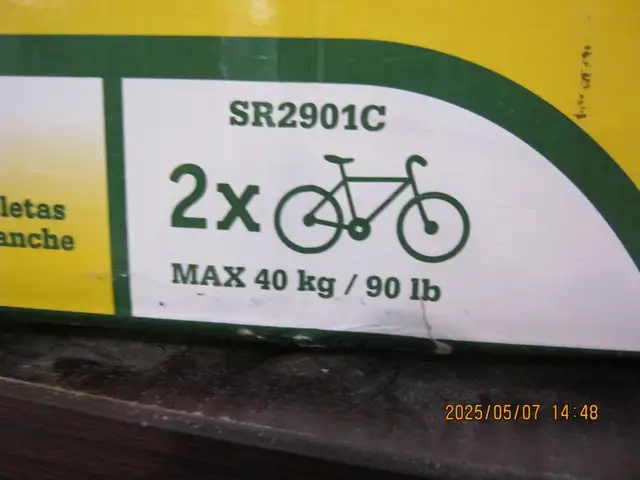 SR2901C
2x
letas
anche
MAX 40 kg / 90 lb
2025/05/07 14:48